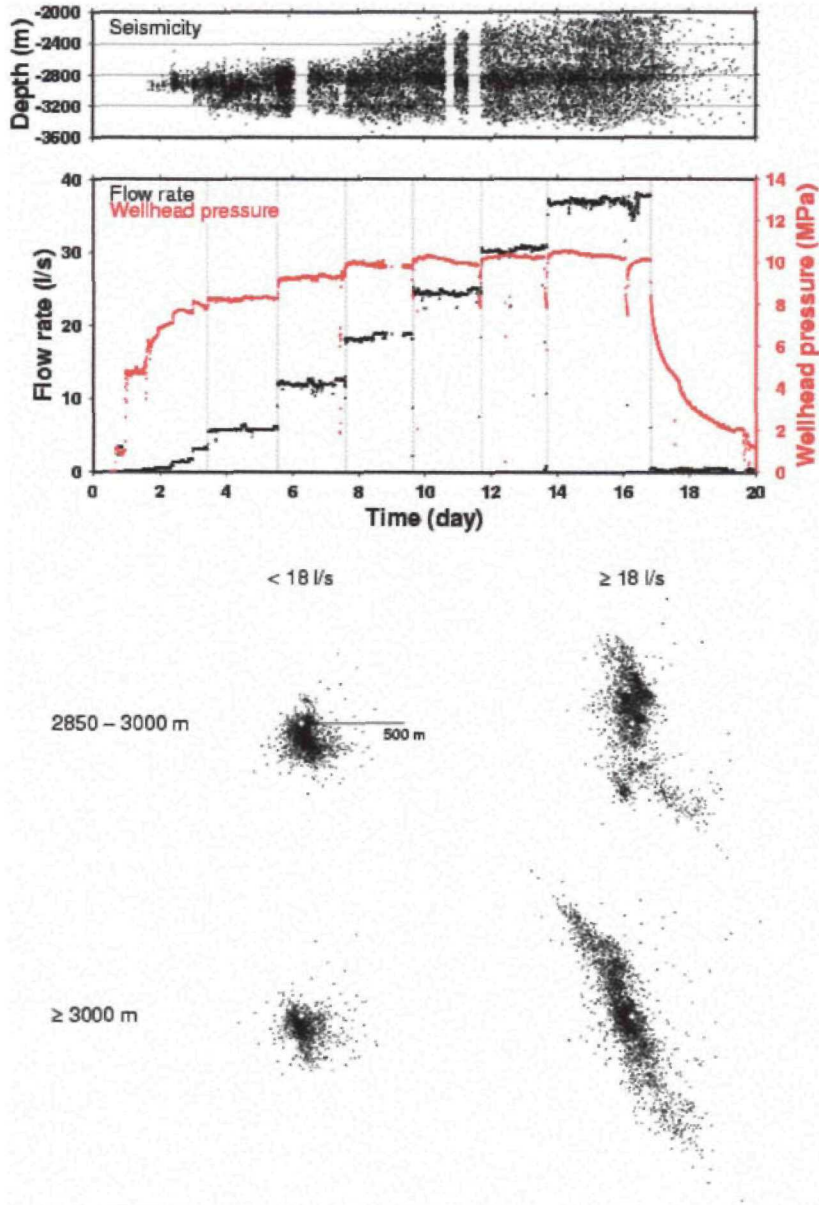 Depth (m)
-2000
-2400
-2800
-3200
-3600
Seismicity
Flow rate (l/s)
40
30
20
10
0
Flow rate
Wellhead pressure
14
12
10
8
6
4
2
0
Wellhead pressure (MPa)
0 2 4 6 8 10 12 14 16 18 20
Time (day)
< 18 l/s
≥ 18 l/s
2850 – 3000 m
500 m
≥ 3000 m